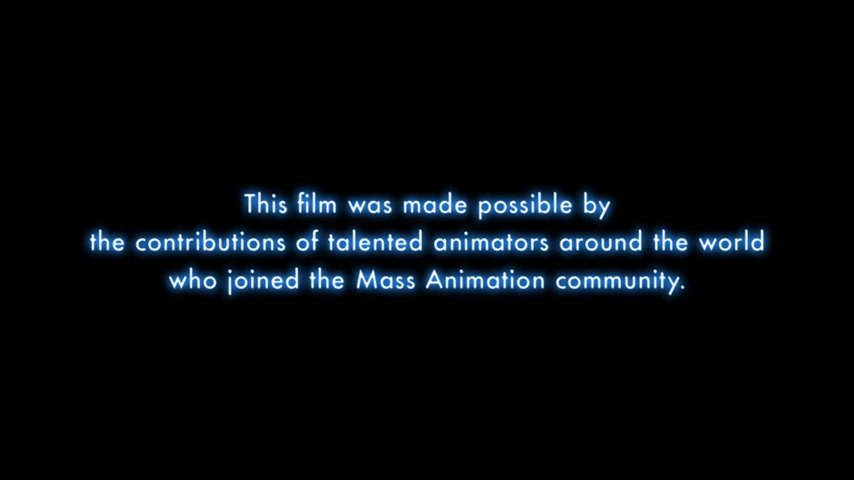 This film was made possible by
the contributions of talented animators around the world
who joined the Mass Animation community.